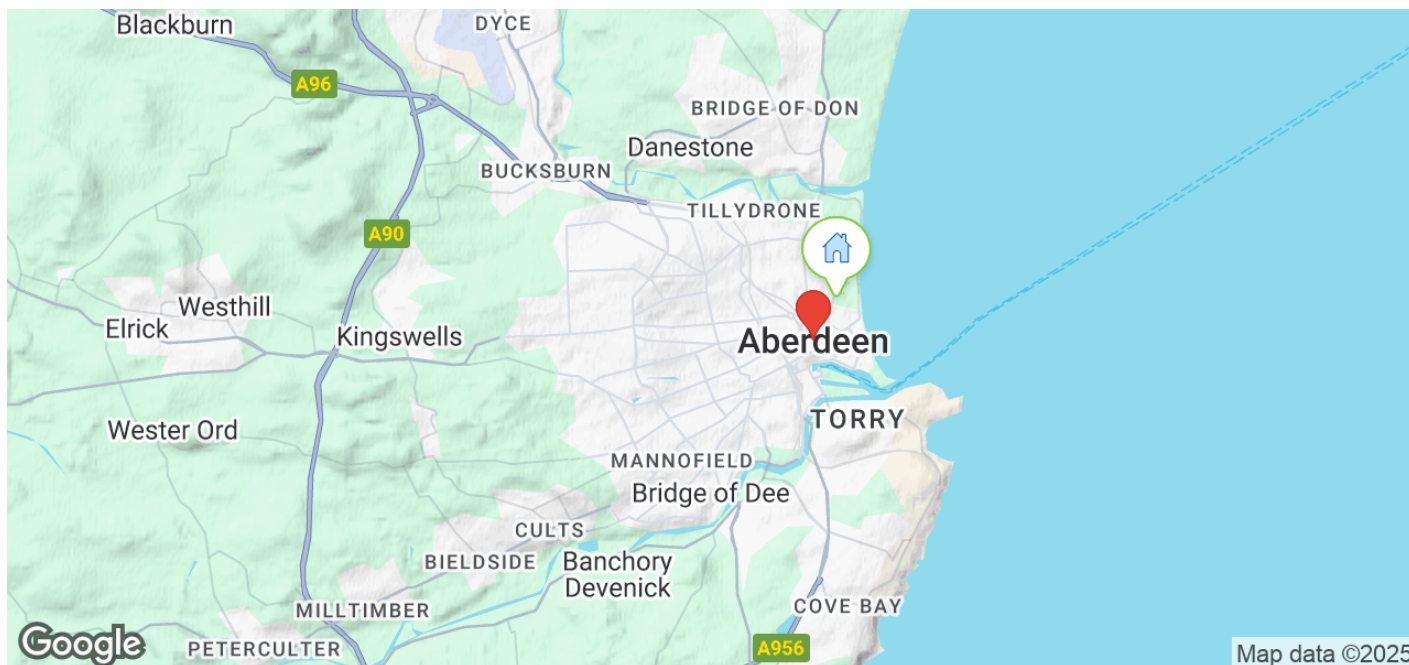 Blackburn
DYCE
A96
BRIDGE OF DON
Danestone
BUCKSBURN
TILLYDRONE
A90
Westhill
Elrick
Kingswells
Aberdeen
TORRY
Wester Ord
MANNOFIELD
Bridge of Dee
CULTS
BIELDSIDE
Banchory
Devenick
MILLTIMBER
COVE BAY
PETERCULTER
A956
Google
Map data ©2025